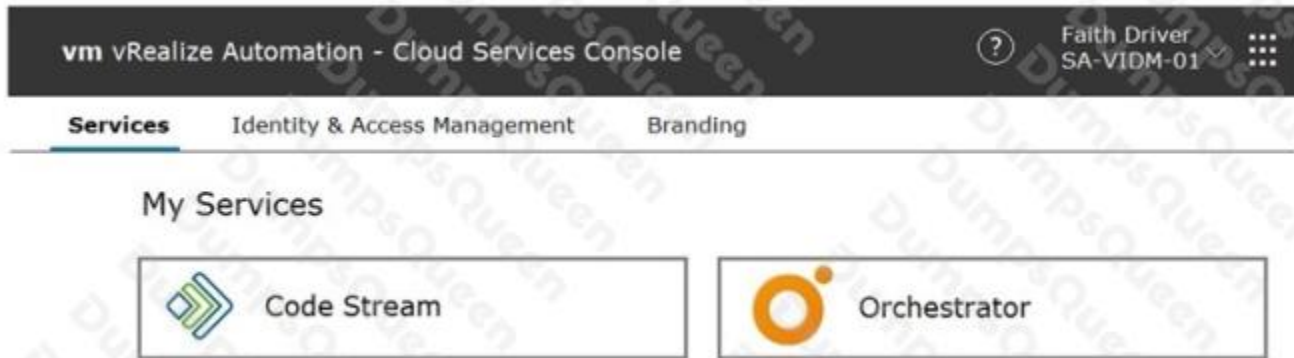 vm vRealize Automation - Cloud Services Console
?
Faith Driver
SA-VIDM-01
Services Identity & Access Management Branding
My Services
Code Stream
Orchestrator
DumpsQueen